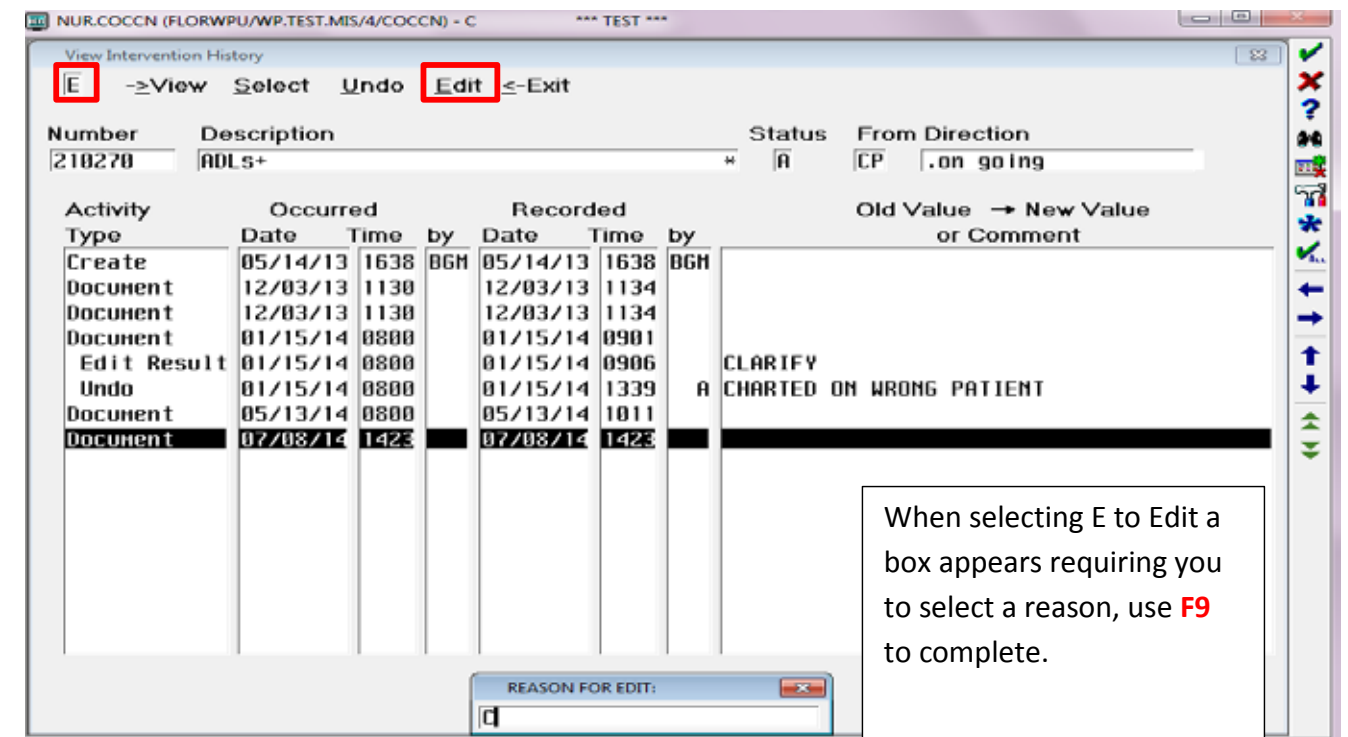 NUR.COCCN (FLORWPU/WP.TEST.MIS/4/COCCN) - C *** TEST ***
View Intervention History
E ->View Select Undo Edit <-Exit
Number Description Status From Direction
210270 ADLs+ * A CP .on going
Activity Occurred Recorded Old Value → New Value
Type Date Time by Date Time by or Comment
Create 05/14/13 1638 BGM 05/14/13 1638 BGM
Document 12/03/13 1130 12/03/13 1134
Document 12/03/13 1130 12/03/13 1134
Document 01/15/14 0800 01/15/14 0901
Edit Result 01/15/14 0800 01/15/14 0906 CLARIFY
Undo 01/15/14 0800 01/15/14 1339 A CHARTED ON WRONG PATIENT
Document 05/13/14 0800 05/13/14 1011
Document 07/08/14 1423 07/08/14 1423
When selecting E to Edit a
box appears requiring you
to select a reason, use F9
to complete.
REASON FOR EDIT:
C